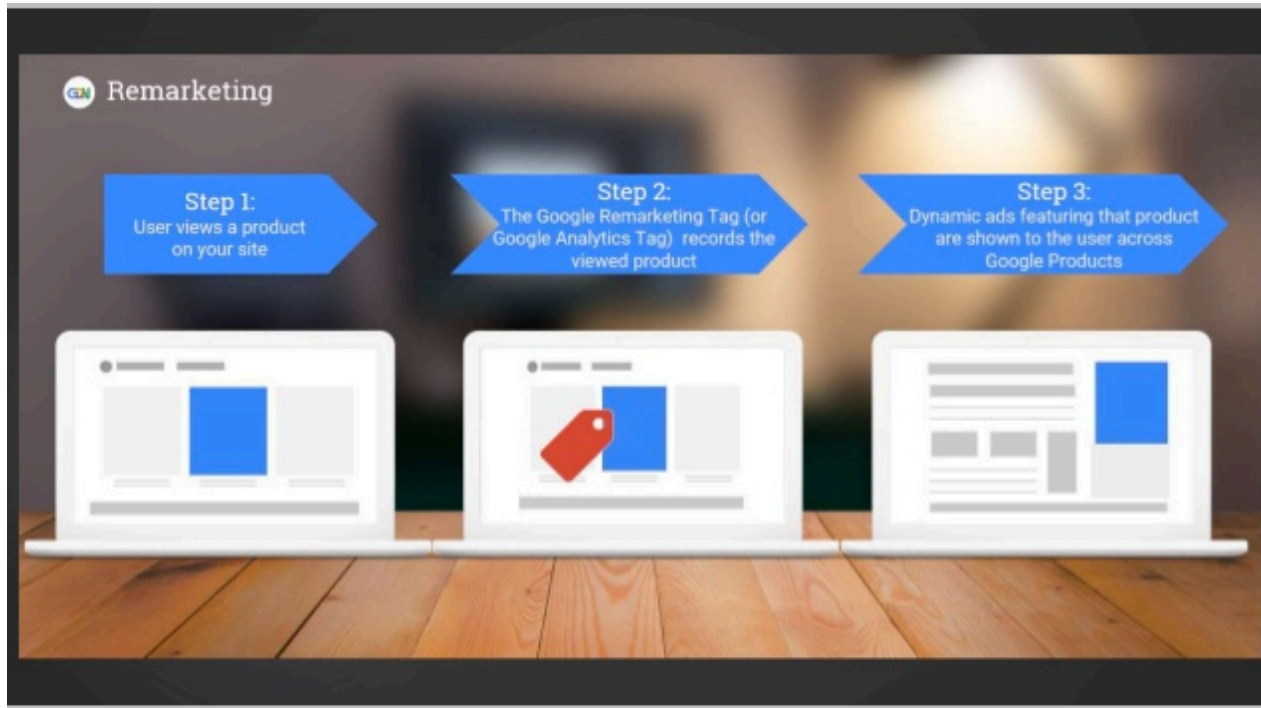 GDN Remarketing
Step 1:
User views a product
on your site
Step 2:
The Google Remarketing Tag (or
Google Analytics Tag) records the
viewed product
Step 3:
Dynamic ads featuring that product
are shown to the user across
Google Products